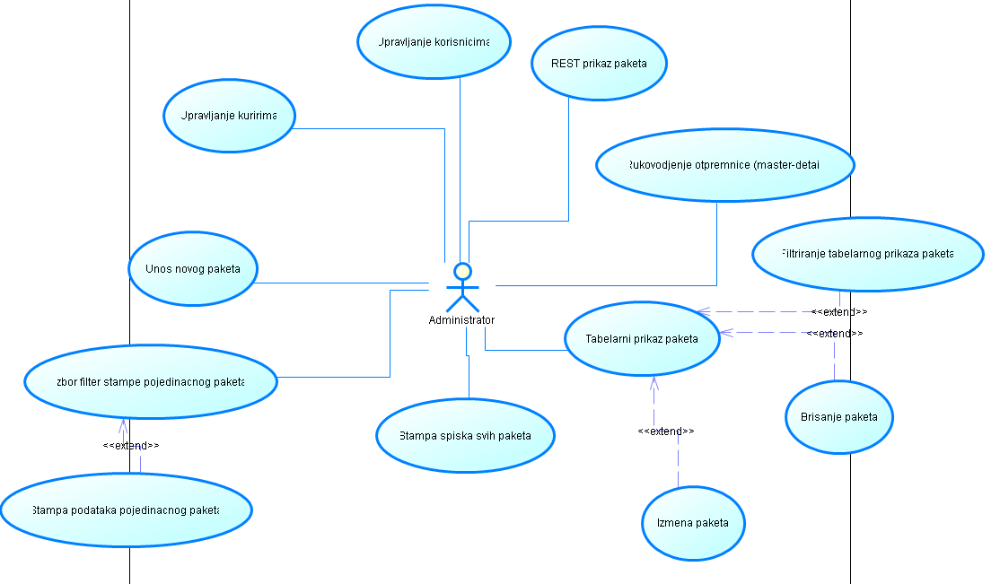 Upravljanje korisnicima
REST prikaz paketa
Upravljanje kuririma
Rukovodjenje otpremnice (master-detai
Filtriranje tabelarnog prikaza paketa
Unos novog paketa
<<extend>>
Administrator
<<extend>>
Tabelarni prikaz paketa
zbor filter stampe pojedinacnog paketa
Brisanje paketa
<<extend>>
Stampa spiska svih paketa
<<extend>>
Stampa podataka pojedinacnog paketa
Izmena paketa